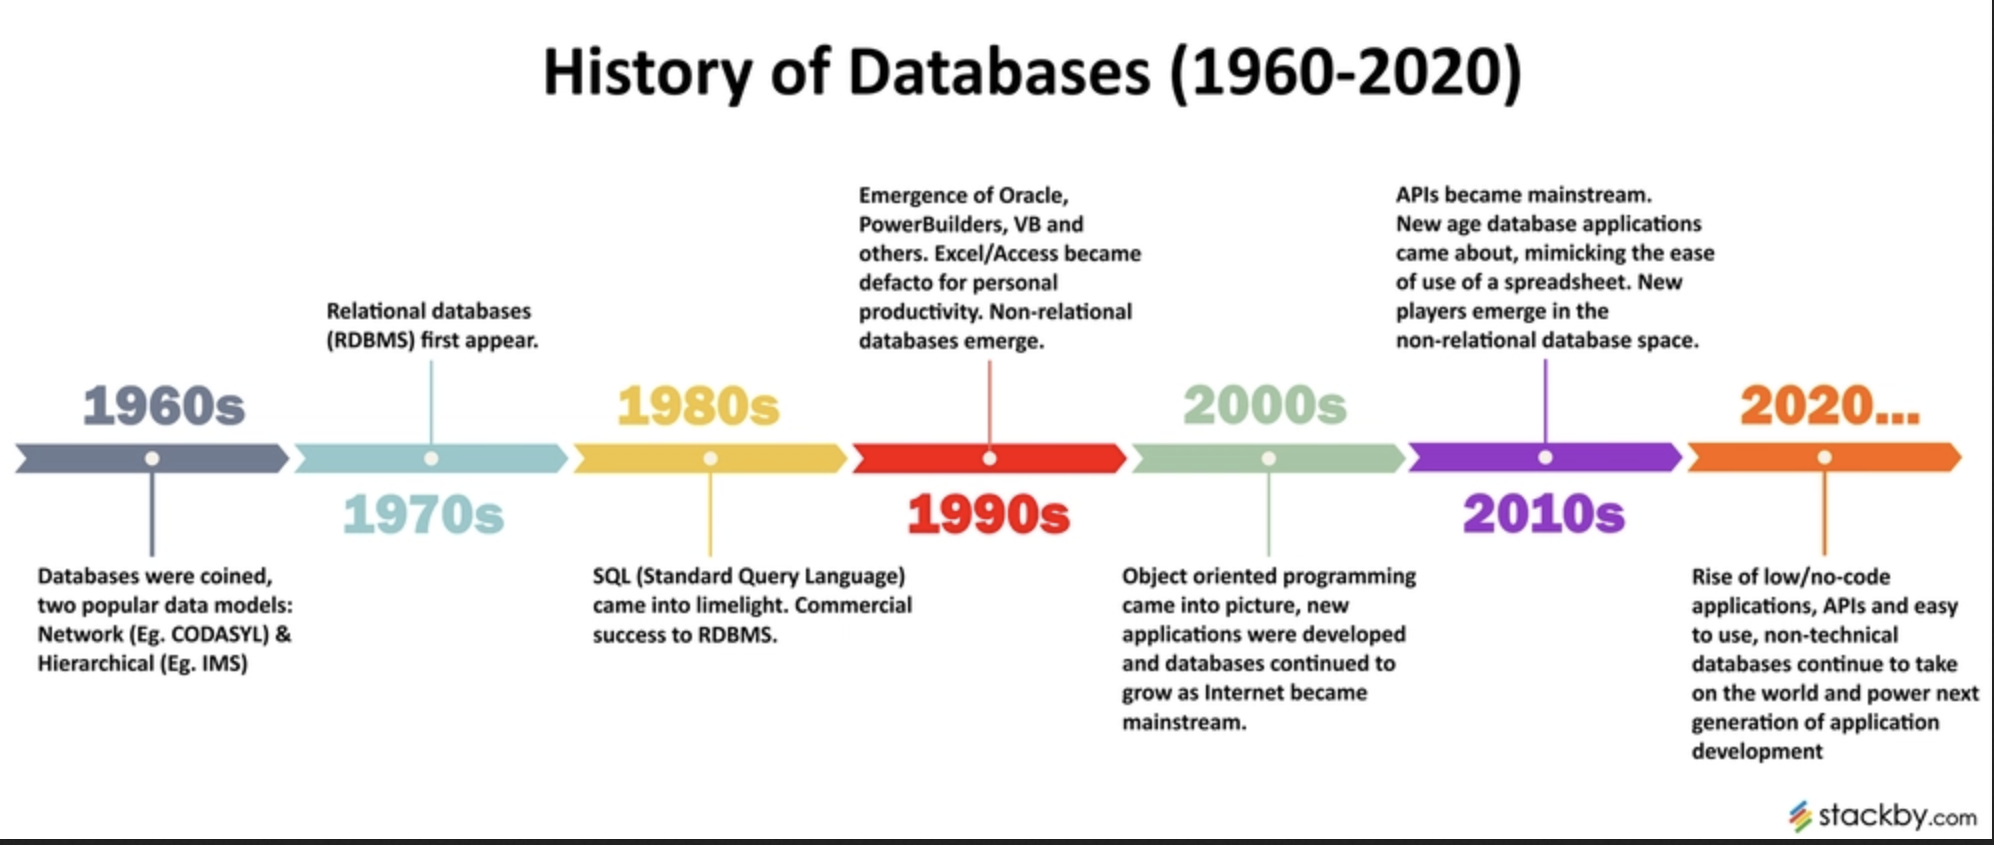 History of Databases (1960-2020)
1960s
Databases were coined,
two popular data models:
Network (Eg. CODASYL) &
Hierarchical (Eg. IMS)
Relational databases
(RDBMS) first appear.
1970s
1980s
SQL (Standard Query Language)
came into limelight. Commercial
success to RDBMS.
Emergence of Oracle,
PowerBuilders, VB and
others. Excel/Access became
defacto for personal
productivity. Non-relational
databases emerge.
1990s
2000s
Object oriented programming
came into picture, new
applications were developed
and databases continued to
grow as Internet became
mainstream.
APIs became mainstream.
New age database applications
came about, mimicking the ease
of use of a spreadsheet. New
players emerge in the
non-relational database space.
2010s
2020...
Rise of low/no-code
applications, APIs and easy
to use, non-technical
databases continue to take
on the world and power next
generation of application
development
stackby.com